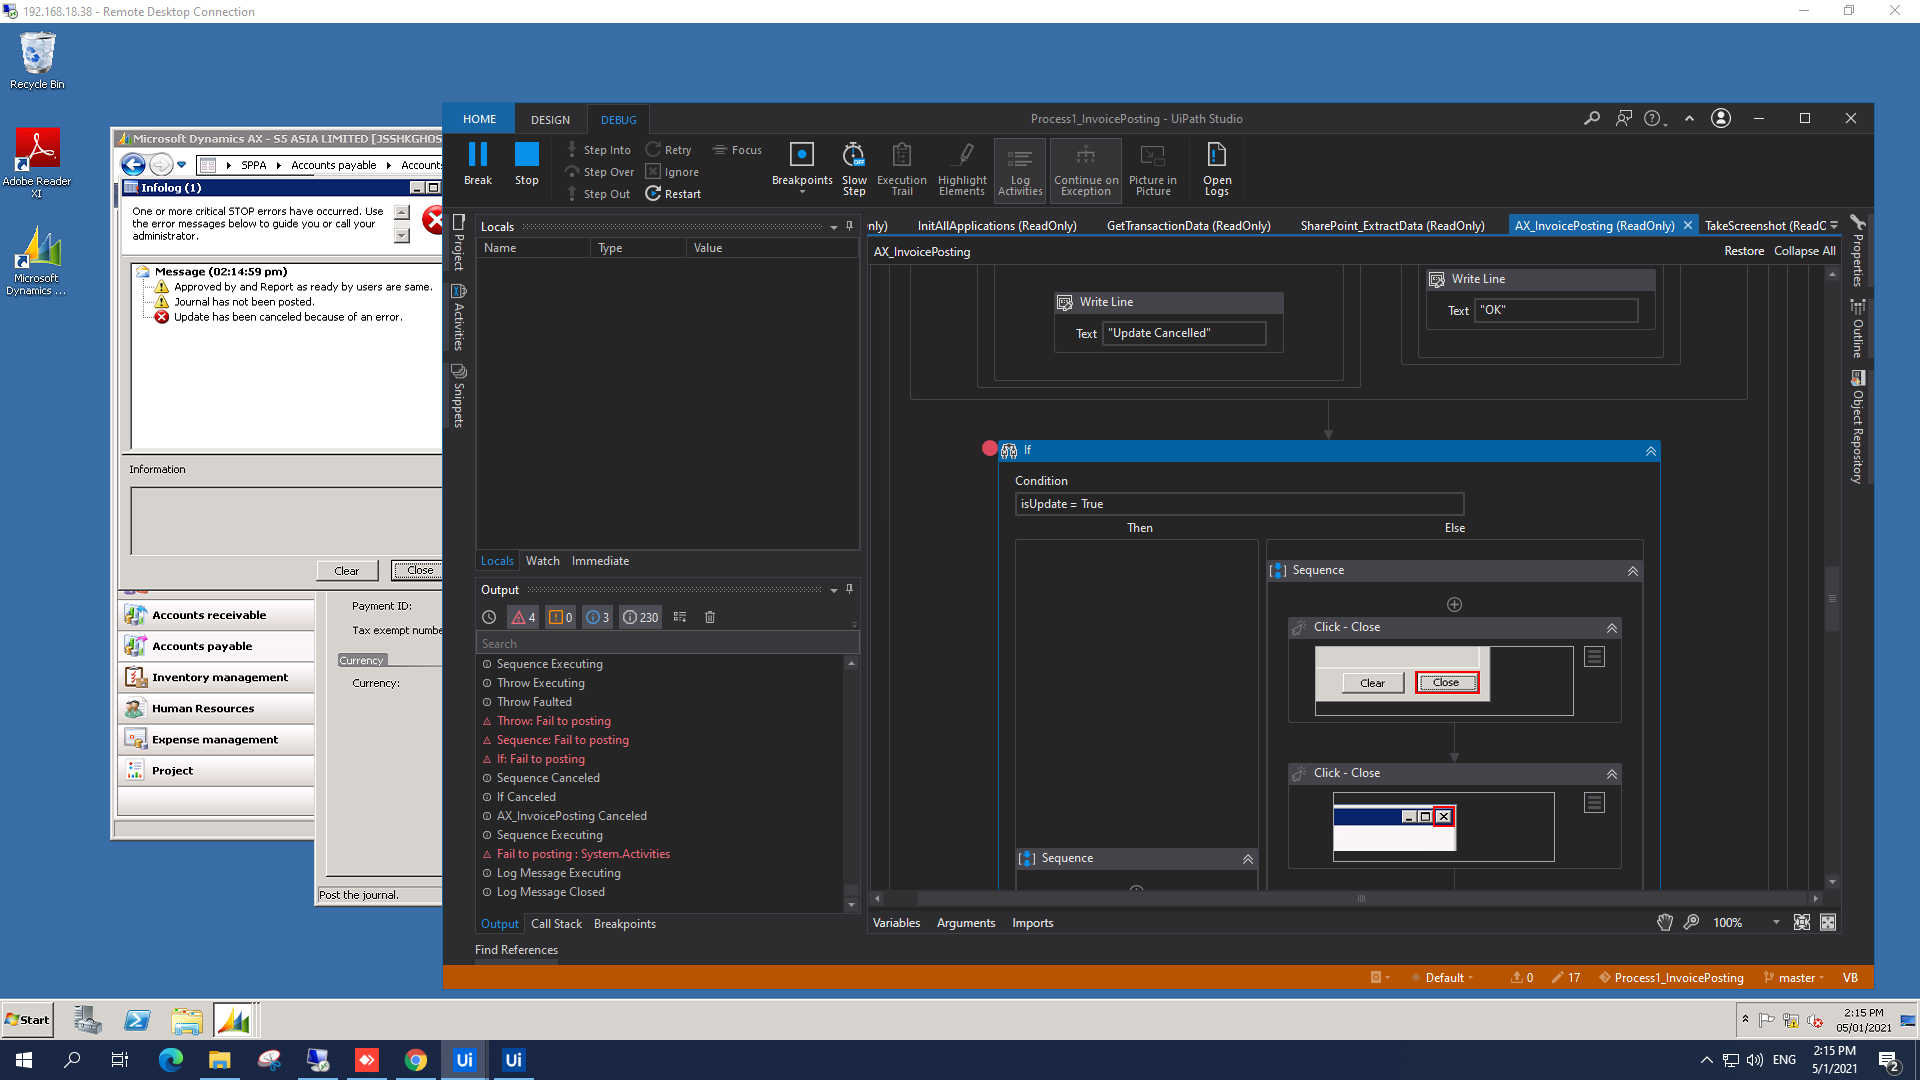 192.168.18.38 - Remote Desktop Connection
Recycle Bin
Adobe Reader
XI
Microsoft
Dynamics ...
Microsoft Dynamics AX - S5 ASIA LIMITED [JSSHKGHOS
SPPA
Accounts payable
Infolog (1)
One or more critical STOP errors have occurred. Use
the error messages below to guide you or call your
administrator.
Message (02:14:59 pm)
Approved by and Report as ready by users are same.
Journal has not been posted.
Update has been canceled because of an error.
Information
Clear
Close
Accounts receivable
Accounts payable
Inventory management
Human Resources
Expense management
Project
Payment ID:
Tax exempt numbe
Currency
Currency:
Post the journal.
HOME
DESIGN
DEBUG
Process1_InvoicePosting - UiPath Studio
Break
Stop
Step Into
Step Over
Step Out
Retry
Ignore
Restart
Focus
Breakpoints
Slow
Step
OFF
Execution
Trail
Highlight
Elements
Log
Activities
Continue on
Exception
Picture in
Picture
Open
Logs
Project
Activities
Snippets
Locals
Name
Type
Value
Locals
Watch
Immediate
Output
4
0
3
230
Search
Sequence Executing
Throw Executing
Throw Faulted
Throw: Fail to posting
Sequence: Fail to posting
If: Fail to posting
Sequence Canceled
If Canceled
AX_InvoicePosting Canceled
Sequence Executing
Fail to posting : System.Activities
Log Message Executing
Log Message Closed
Output
Call Stack
Breakpoints
Find References
nly)
InitAllApplications (ReadOnly)
GetTransactionData (ReadOnly)
SharePoint_ExtractData (ReadOnly)
AX_InvoicePosting (ReadOnly)
TakeScreenshot (ReadC
AX_InvoicePosting
Restore
Collapse All
Write Line
Text
"Update Cancelled"
Write Line
Text
"OK"
If
Condition
isUpdate = True
Then
Else
Sequence
Click - Close
Clear
Close
Click - Close
Sequence
Variables
Arguments
Imports
100%
Properties
Outline
Object Repository
0
17
Default
Process1_InvoicePosting
master
VB
Start
2:15 PM
05/01/2021
Ui
Ui
ENG
2:15 PM
5/1/2021
2